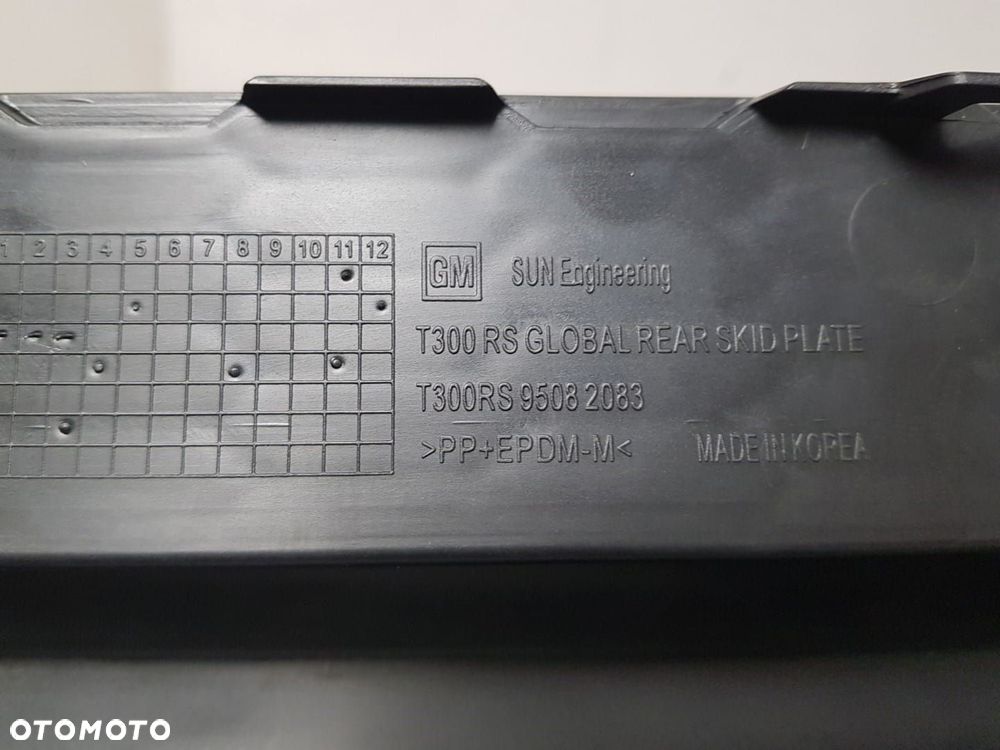 1 2 3 4 5 6 7 8 9 10 11 12
GM SUN Engineering
T300 RS GLOBAL REAR SKID PLATE
T300RS 9508 2083
>PP+EPDM-M< MADE IN KOREA
OTOMOTO